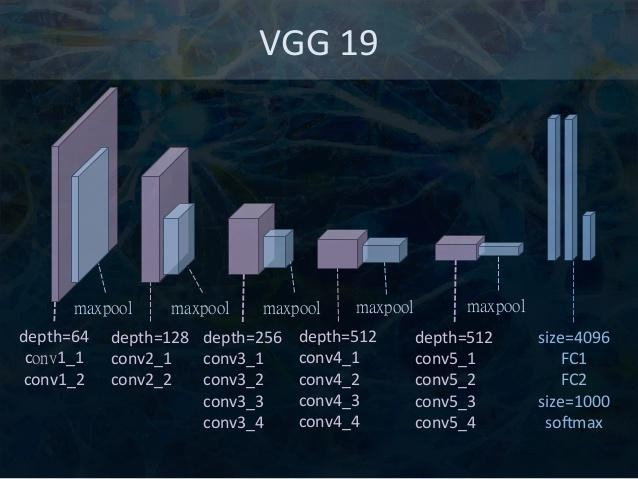 VGG 19
maxpool
maxpool
maxpool
maxpool
maxpool
depth=64
conv1_1
conv1_2
depth=128
conv2_1
conv2_2
depth=256
conv3_1
conv3_2
conv3_3
conv3_4
depth=512
conv4_1
conv4_2
conv4_3
conv4_4
depth=512
conv5_1
conv5_2
conv5_3
conv5_4
size=4096
FC1
FC2
size=1000
softmax